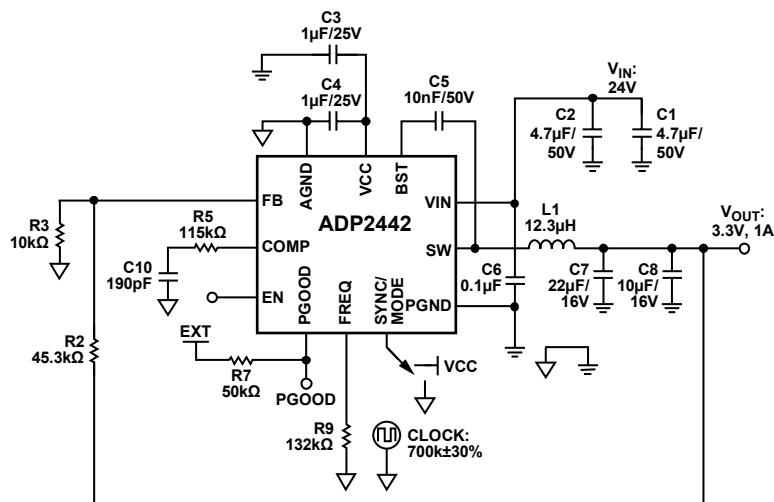 C3
1µF/25V
C4
1µF/25V
C5
10nF/50V
VIN:
24V
C2
4.7µF/
50V
C1
4.7µF/
50V
AGND
VCC
BST
FB
VIN
ADP2442
R3
10kΩ
R5
115kΩ
COMP
SW
L1
12.3µH
VOUT:
3.3V, 1A
C10
190pF
C6
0.1µF
C7
22µF/
16V
C8
10µF/
16V
EN
PGOOD
FREQ
SYNC/
MODE
PGND
EXT
R2
45.3kΩ
R7
50kΩ
PGOOD
VCC
R9
132kΩ
CLOCK:
700k±30%